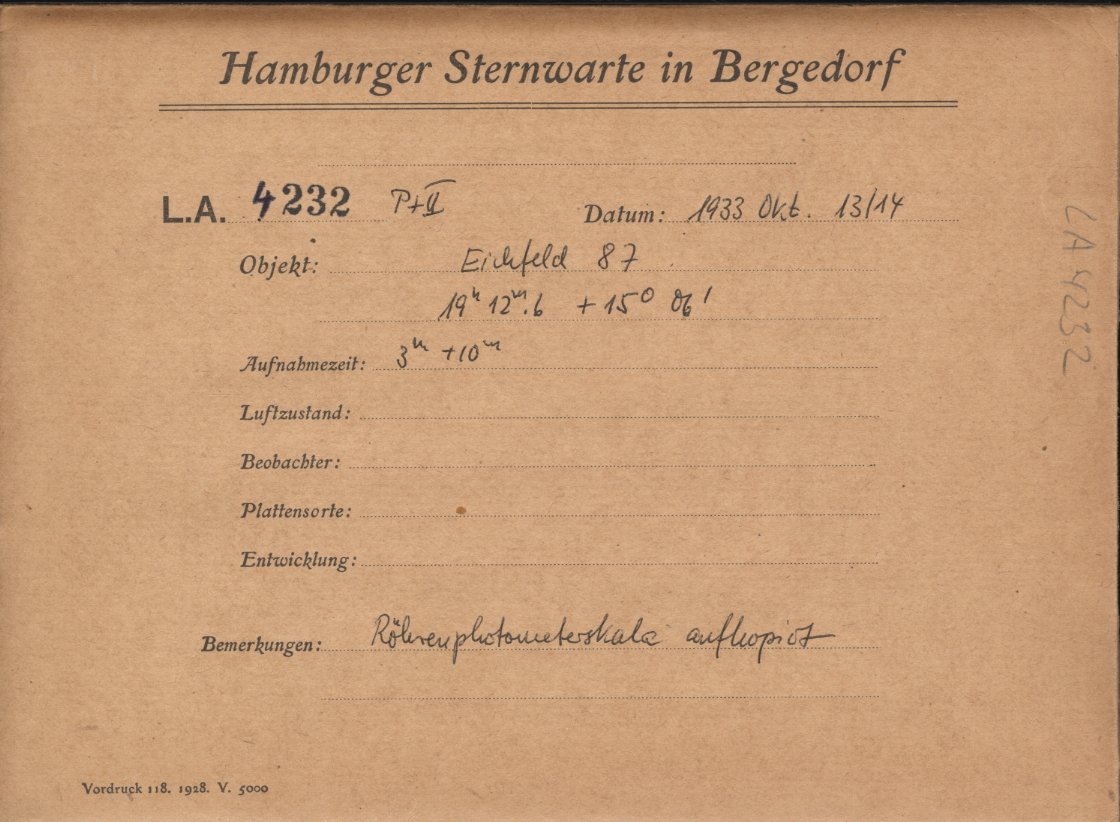 Hamburger Sternwarte in Bergedorf
L.A. 4232 P+II Datum: 1933 Okt. 13/14
Objekt: Eichfeld 87
19h 12m.6 +15° 06'
Aufnahmezeit: 3m +10m
Luftzustand:
Beobachter:
Plattensorte:
Entwicklung:
Bemerkungen: Röhrenphotometerskala aufkopiert
Vordruck 118. 1928. V. 5000
LA 4232